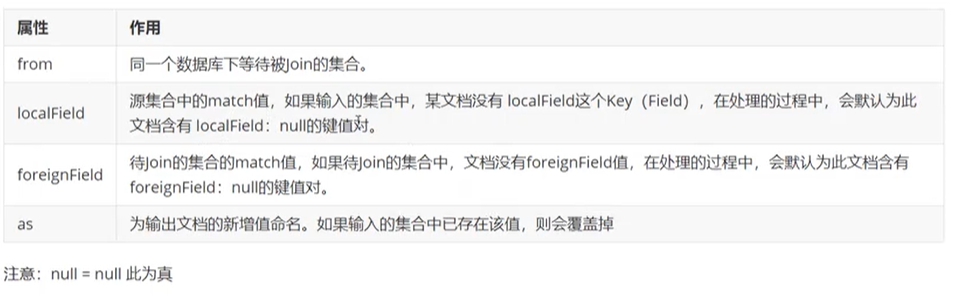 属性 作用
from 同一个数据库下等待被Join的集合。
localField 源集合中的match值，如果输入的集合中，某文档没有 localField这个Key（Field），在处理的过程中，会默认为此
文档含有 localField：null的键值对。
foreignField 待Join的集合的match值，如果待Join的集合中，文档没有foreignField值，在处理的过程中，会默认为此文档含有
foreignField：null的键值对。
as 为输出文档的新增值命名。如果输入的集合中已存在该值，则会覆盖掉
注意：null = null 此为真